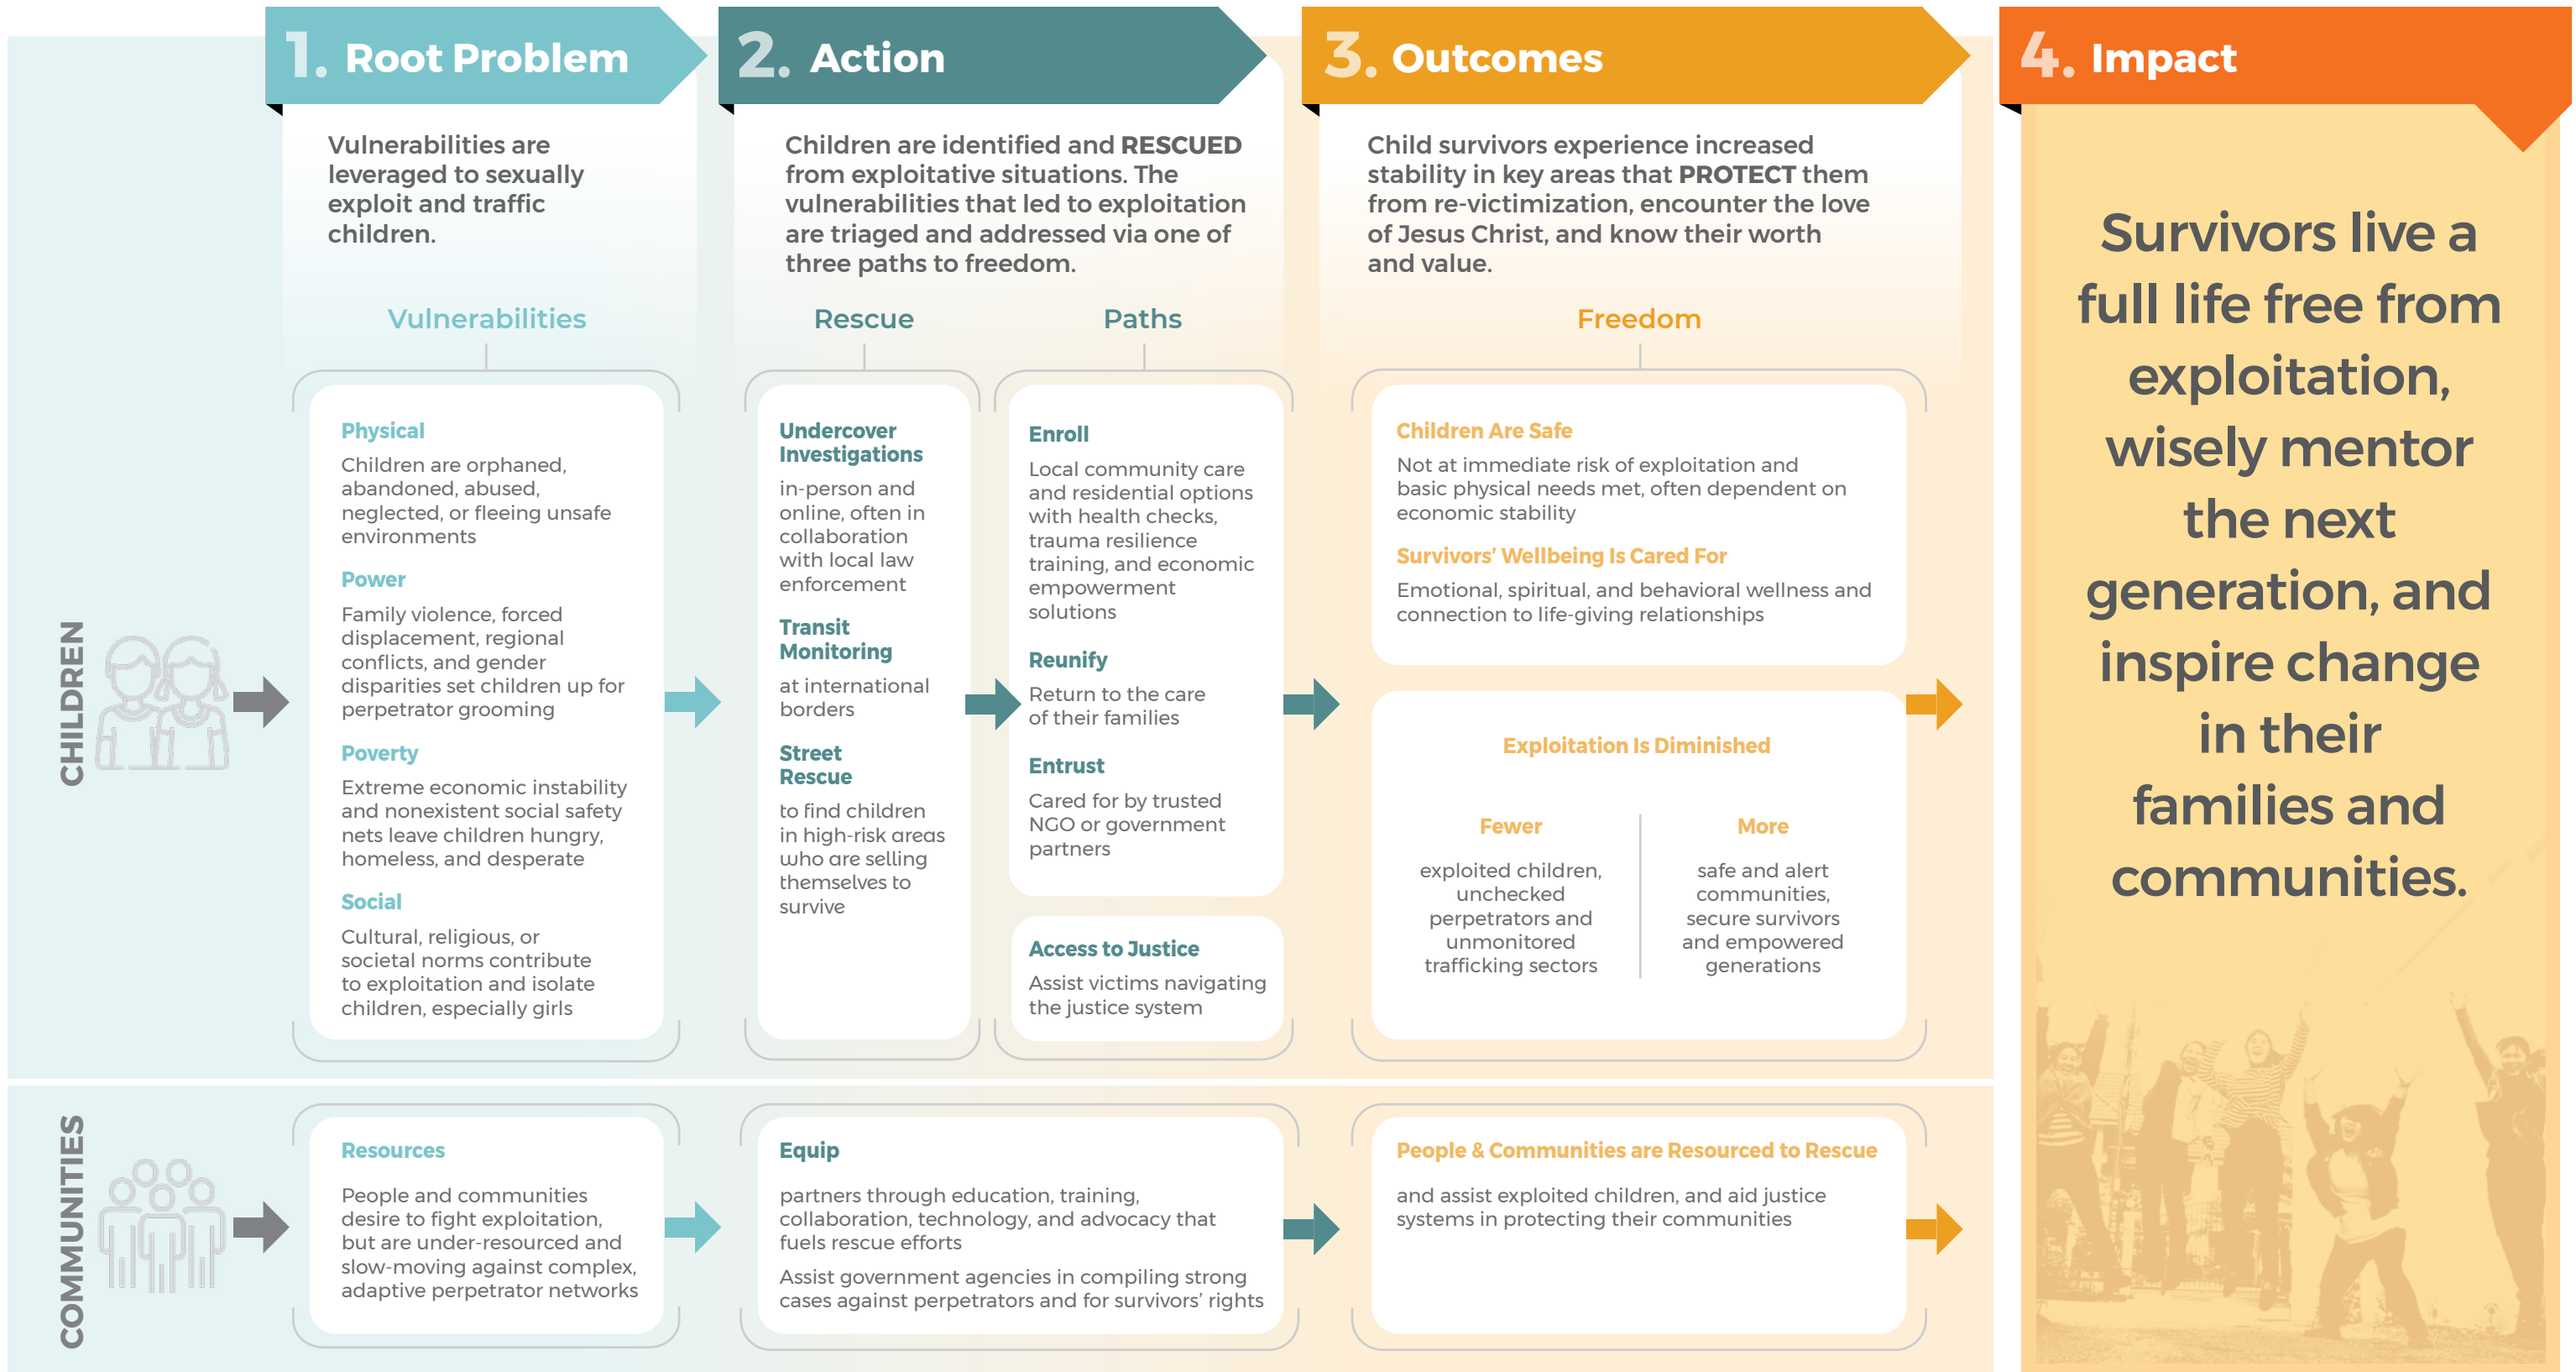 1. Root Problem
Vulnerabilities are
leveraged to sexually
exploit and traffic
children.
2. Action
Children are identified and RESCUED
from exploitative situations. The
vulnerabilities that led to exploitation
are triaged and addressed via one of
three paths to freedom.
3. Outcomes
Child survivors experience increased
stability in key areas that PROTECT them
from re-victimization, encounter the love
of Jesus Christ, and know their worth
and value.
4. Impact
Survivors live a
full life free from
exploitation,
wisely mentor
the next
generation, and
inspire change
in their
families and
communities.
CHILDREN
Vulnerabilities
Physical
Children are orphaned,
abandoned, abused,
neglected, or fleeing unsafe
environments
Power
Family violence, forced
displacement, regional
conflicts, and gender
disparities set children up for
perpetrator grooming
Poverty
Extreme economic instability
and nonexistent social safety
nets leave children hungry,
homeless, and desperate
Social
Cultural, religious, or
societal norms contribute
to exploitation and isolate
children, especially girls
Rescue
Undercover
Investigations
in-person and
online, often in
collaboration
with local law
enforcement
Transit
Monitoring
at international
borders
Street
Rescue
to find children
in high-risk areas
who are selling
themselves to
survive
Paths
Enroll
Local community care
and residential options
with health checks,
trauma resilience
training, and economic
empowerment
solutions
Reunify
Return to the care
of their families
Entrust
Cared for by trusted
NGO or government
partners
Access to Justice
Assist victims navigating
the justice system
Freedom
Children Are Safe
Not at immediate risk of exploitation and
basic physical needs met, often dependent on
economic stability
Survivors’ Wellbeing Is Cared For
Emotional, spiritual, and behavioral wellness and
connection to life-giving relationships
Exploitation Is Diminished
Fewer
exploited children,
unchecked
perpetrators and
unmonitored
trafficking sectors
More
safe and alert
communities,
secure survivors
and empowered
generations
COMMUNITIES
Resources
People and communities
desire to fight exploitation,
but are under-resourced and
slow-moving against complex,
adaptive perpetrator networks
Equip
partners through education, training,
collaboration, technology, and advocacy that
fuels rescue efforts
Assist government agencies in compiling strong
cases against perpetrators and for survivors’ rights
People & Communities are Resourced to Rescue
and assist exploited children, and aid justice
systems in protecting their communities